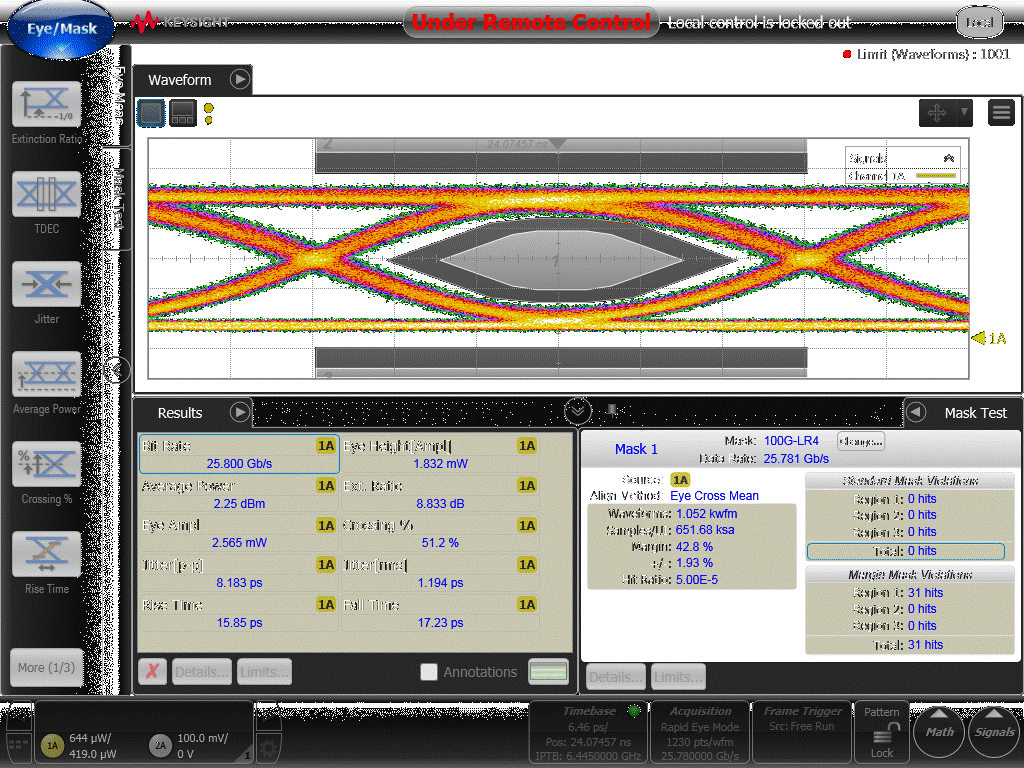 Eye/Mask
KEYSIGHT
Under Remote Control
Local control is locked out
Local
Limit (Waveforms) : 1001
Eye Meas
Mask Test
Waveform
Extinction Ratio
TDEC
Jitter
Average Power
Crossing %
Rise Time
More (1/3)
2
24.07457 ns
Signals
Channel 1A
1
1A
Results
Mask Test
Bit Rate 1A
25.800 Gb/s
Eye Height[Ampl] 1A
1.832 mW
Average Power 1A
2.25 dBm
Ext. Ratio 1A
8.833 dB
Eye Ampl 1A
2.565 mW
Crossing % 1A
51.2 %
Jitter[p-p] 1A
8.183 ps
Jitter[rms] 1A
1.194 ps
Rise Time 1A
15.85 ps
Fall Time 1A
17.23 ps
Details...
Limits...
Annotations
Mask 1
Mask: 100G-LR4
Change...
Data Rate: 25.781 Gb/s
Source: 1A
Align Method: Eye Cross Mean
Waveforms: 1.052 kwfm
Samples/UI: 651.68 ksa
Margin: 42.8 %
+/-: 1.93 %
Hit Ratio: 5.00E-5
Standard Mask Violations
Region 1: 0 hits
Region 2: 0 hits
Region 3: 0 hits
Total: 0 hits
Margin Mask Violations
Region 1: 31 hits
Region 2: 0 hits
Region 3: 0 hits
Total: 31 hits
Details...
Limits...
1A
644 µW/
419.0 µW
2A
100.0 mV/
0 V
1
Timebase
6.46 ps/
Pos: 24.07457 ns
IPTB: 6.4450000 GHz
Acquisition
Rapid Eye Mode
1230 pts/wfm
25.780000 Gb/s
Frame Trigger
Src: Free Run
Pattern
Lock
Math
Signals